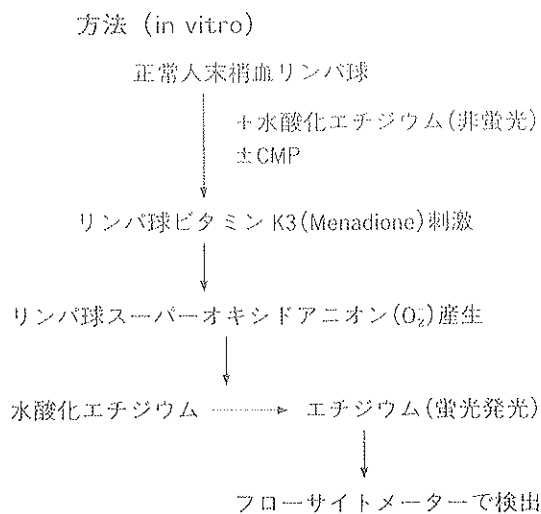 方法 (in vitro)
正常人末梢血リンパ球
+水酸化エチジウム(非蛍光)
±CMP
リンパ球ビタミン K3(Menadione)刺激
リンパ球スーパーオキシドアニオン(O₂⁻)産生
水酸化エチジウム エチジウム(蛍光発光)
フローサイトメーターで検出